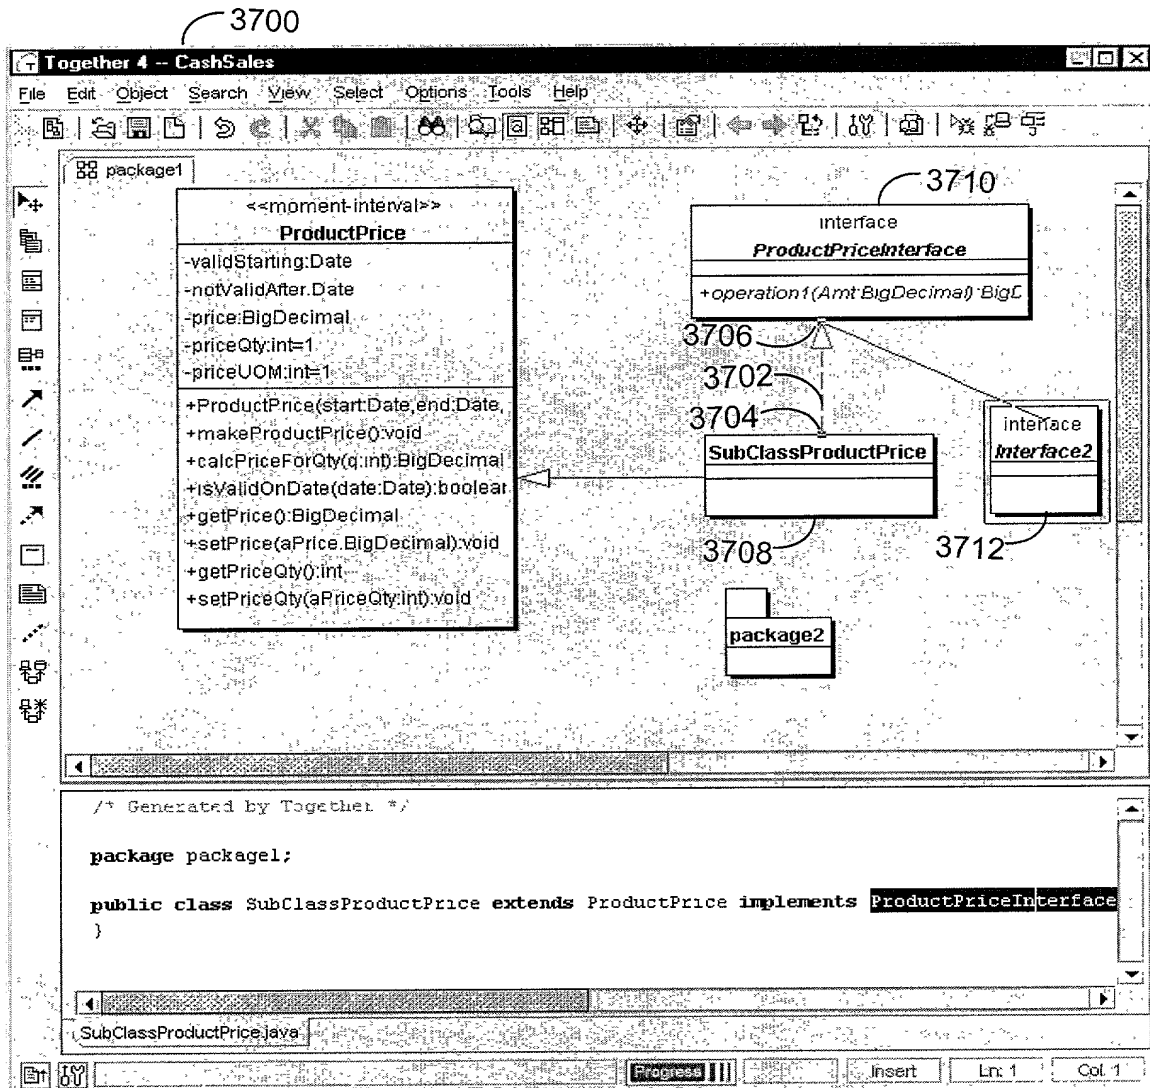 3700
Together 4 -- CashSales
File Edit Object Search View Select Options Tools Help
package1
<<moment-interval>>
ProductPrice
-validStarting:Date
-notValidAfter:Date
-price:BigDecimal
-priceQty:int=1
-priceUOM:int=1
+ProductPrice(start:Date,end:Date,
+makeProductPrice():void
+calcPriceForQty(q:int):BigDecimal
+isValidOnDate(date:Date):boolean
+getPrice():BigDecimal
+setPrice(aPrice:BigDecimal):void
+getPriceQty():int
+setPriceQty(aPriceQty:int):void
3710
interface
ProductPriceInterface
+operation1(Amt:BigDecimal):BigD
3706
3702
3704
SubClassProductPrice
3708
interface
Interface2
3712
package2
/* Generated by Together */
package package1;
public class SubClassProductPrice extends ProductPrice implements ProductPriceInterface
}
SubClassProductPrice.java
Progress
Insert
Ln: 1
Col: 1